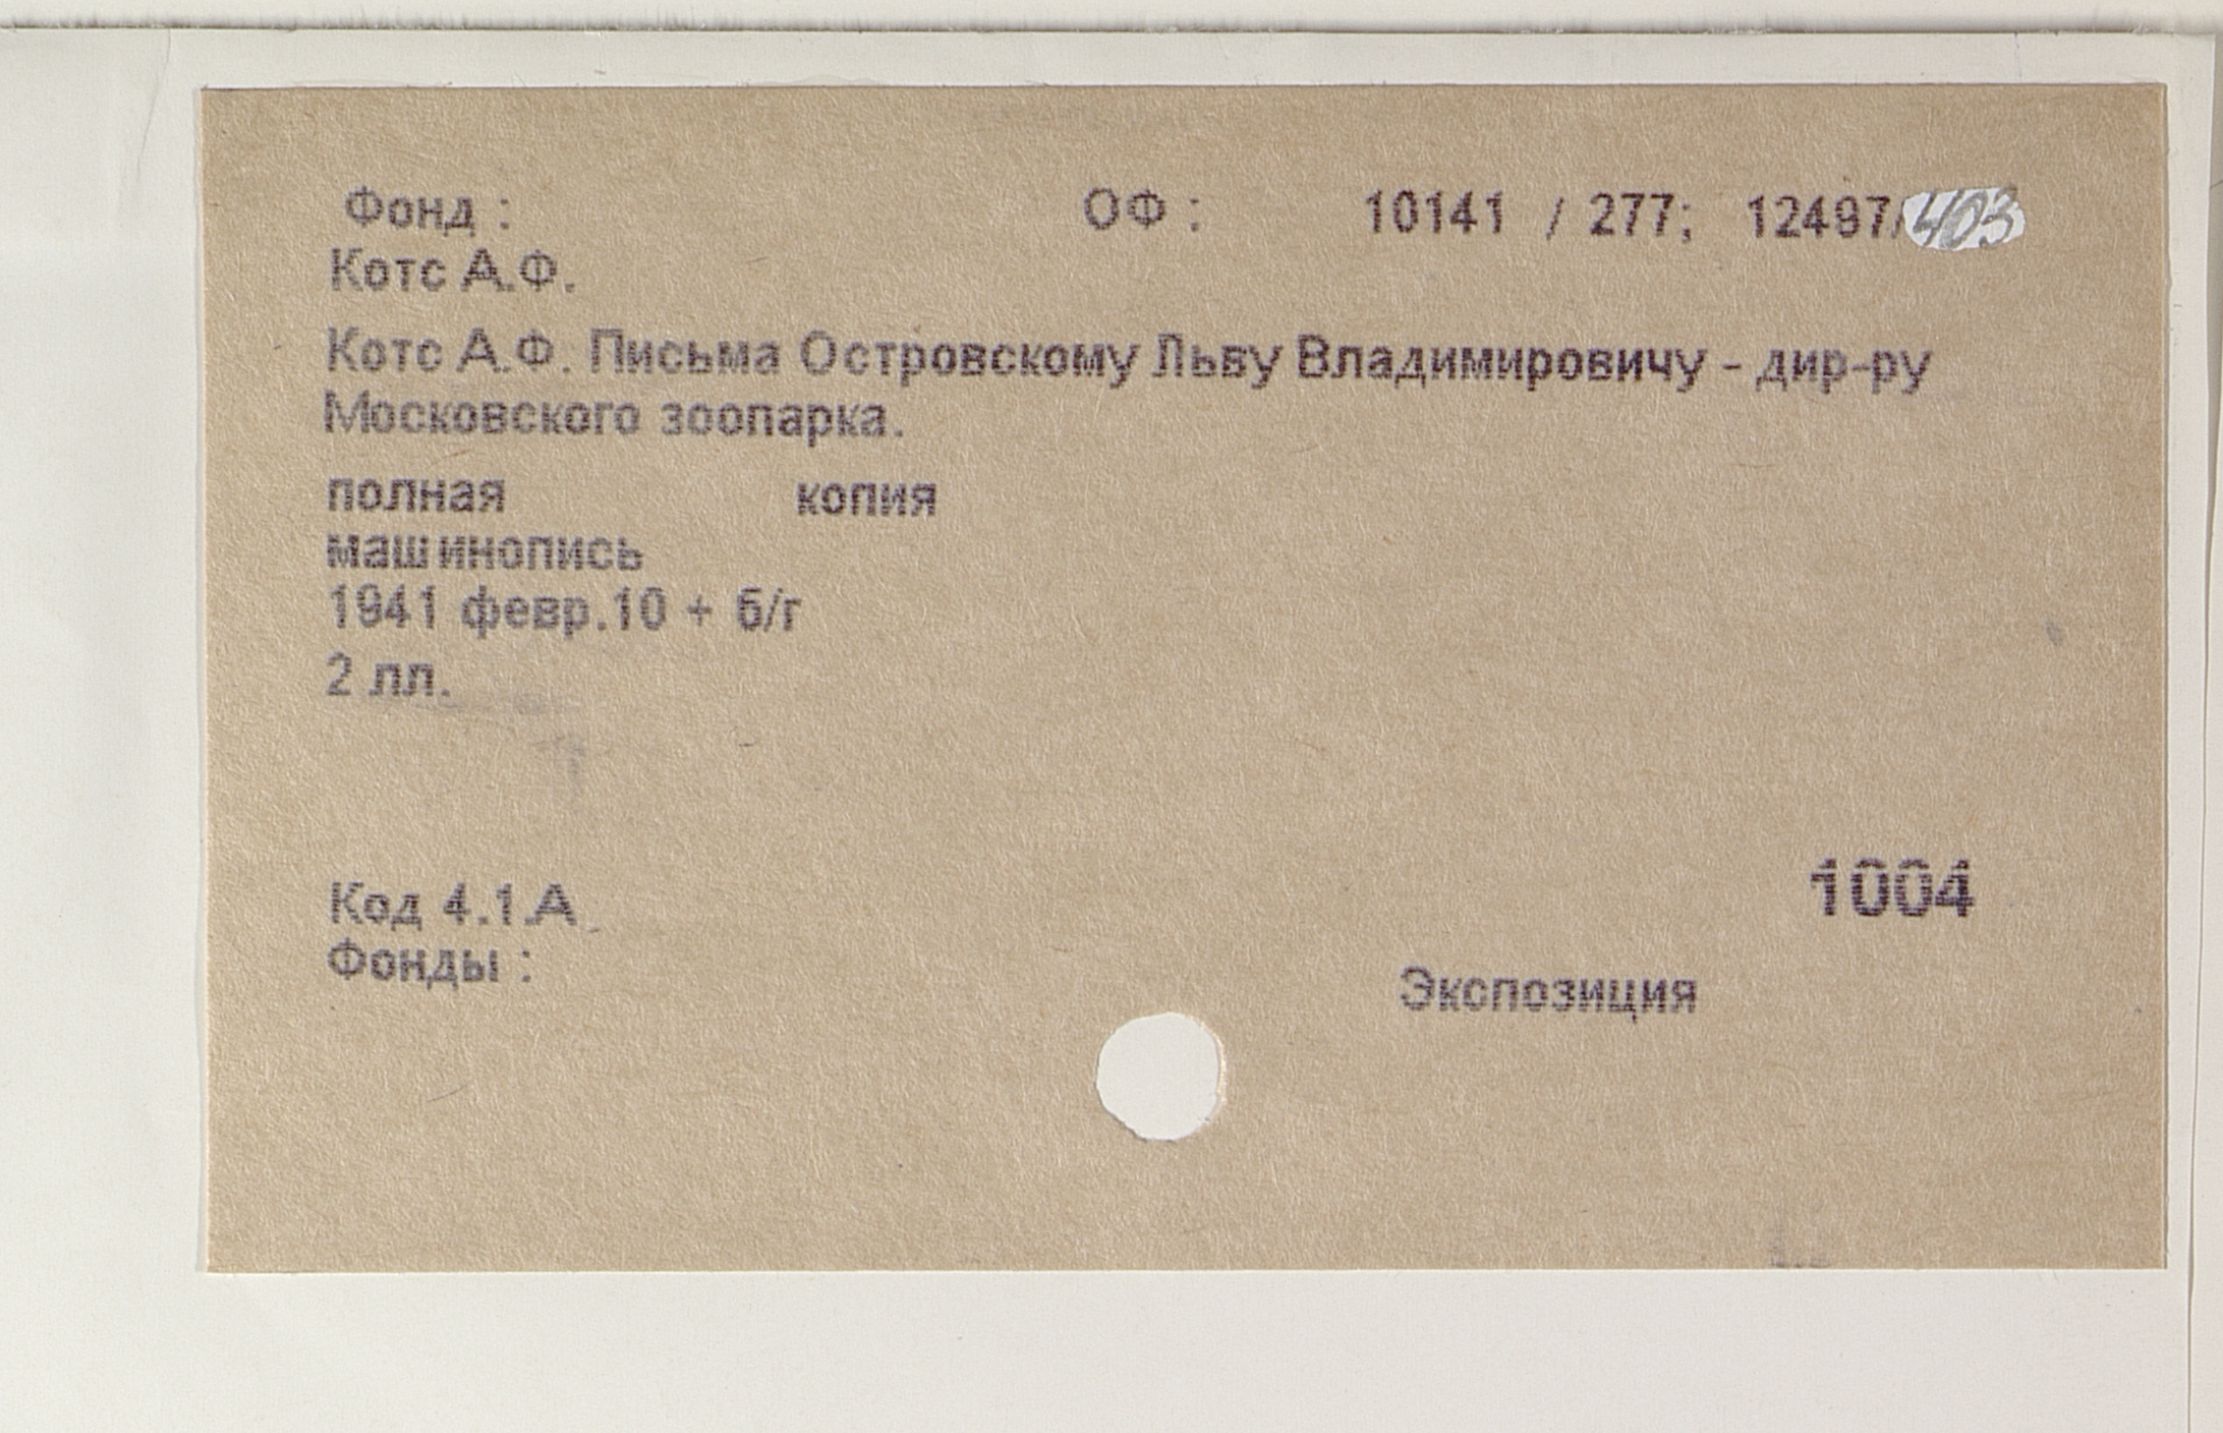 Фонд : ОФ : 10141 / 277; 12497/403
Котс А.Ф.
Котс А.Ф. Письма Островскому Льву Владимировичу - дир-ру
Московского зоопарка.
полная копия
машинопись
1941 февр.10 + б/г
2 лл.
1004
Код 4.1.А
Фонды :
Экспозиция